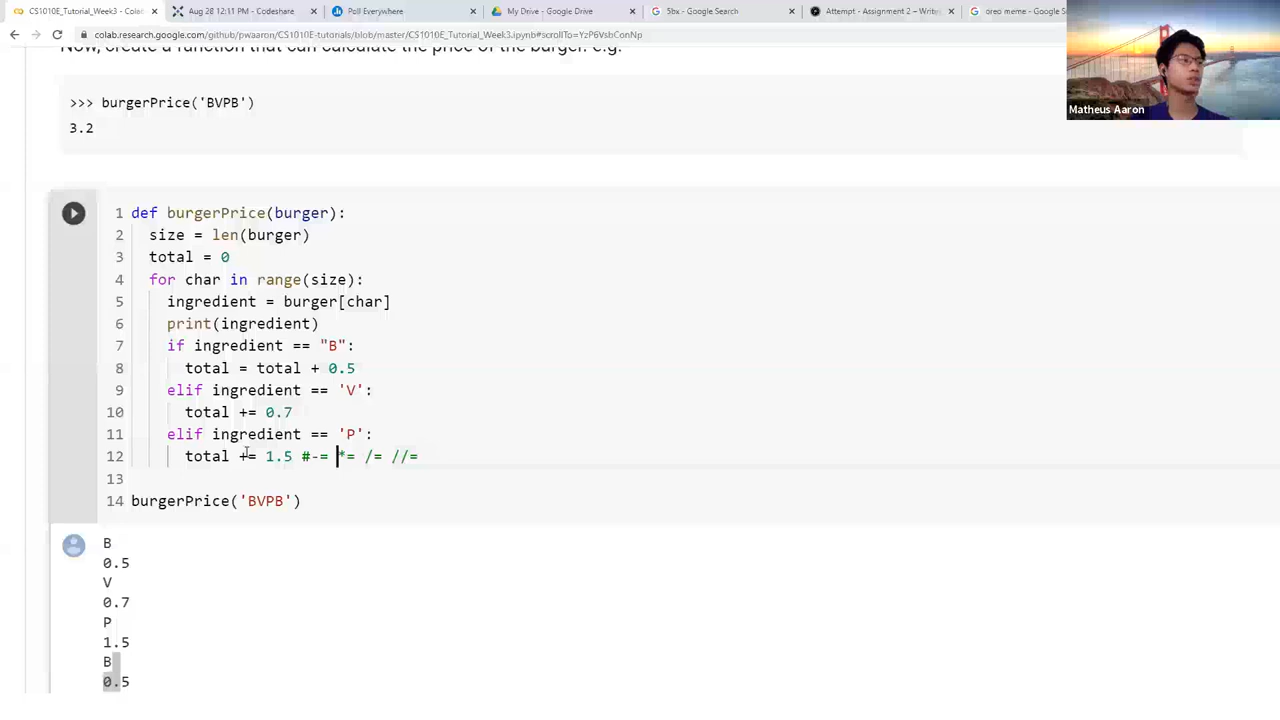 CS1010E_Tutorial_Week3 - Cola
Aug 28 12:11 PM - Codeshare.
Poll Everywhere
My Drive - Google Drive
5bx - Google Search
Attempt - Assignment 2 – Write
oreo meme - Google S
colab.research.google.com/github/pwaaron/CS1010E-tutorials/blob/master/CS1010E_Tutorial_Week3.ipynb#scrollTo=YzP6VsbConNp
Now, create a function that can calculate the price of the burger. e.g.
>>> burgerPrice('BVPB')
3.2
Matheus Aaron
1 def burgerPrice(burger):
2 size = len(burger)
3 total = 0
4 for char in range(size):
5 ingredient = burger[char]
6 print(ingredient)
7 if ingredient == "B":
8 total = total + 0.5
9 elif ingredient == 'V':
10 total += 0.7
11 elif ingredient == 'P':
12 total += 1.5 #-= *= /= //=
13
14 burgerPrice('BVPB')
B
0.5
V
0.7
P
1.5
B
0.5